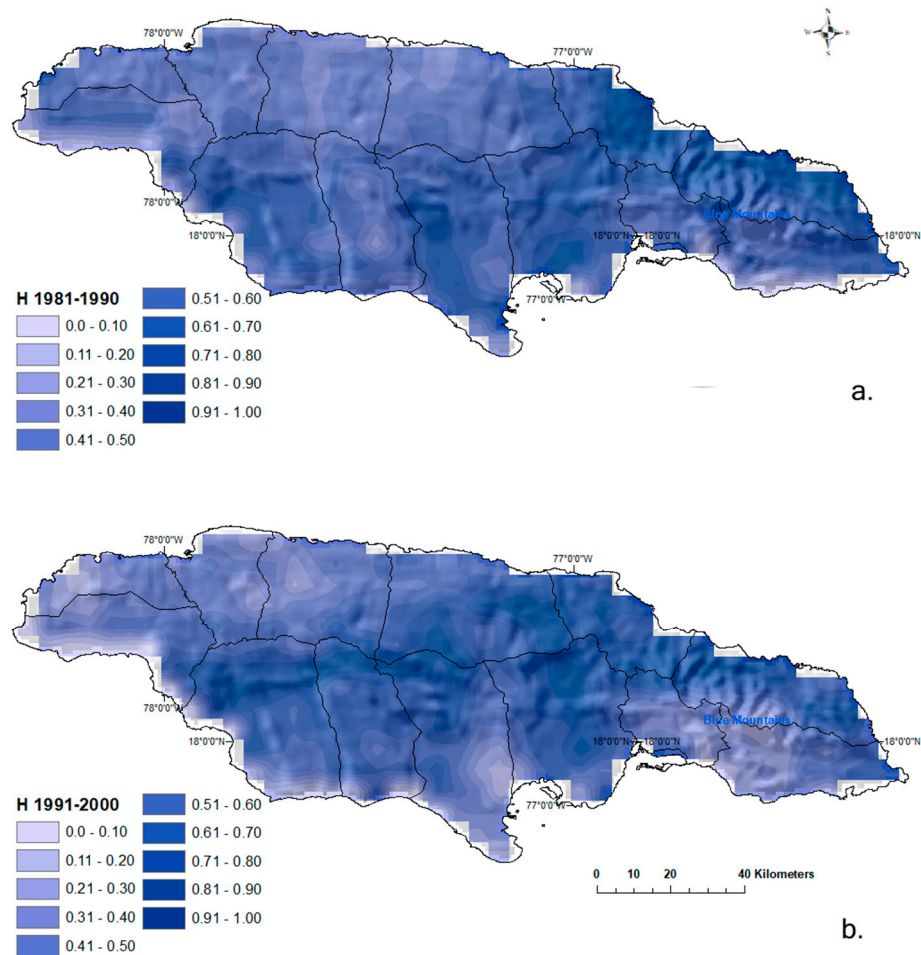 N
W E
S
78°0'0"W
77°0'0"W
78°0'0"W
Blue Mountains
18°0'0"N
18°0'0"N 18°0'0"N
18°0'0"N
77°0'0"W
H 1981-1990
0.0 - 0.10
0.11 - 0.20
0.21 - 0.30
0.31 - 0.40
0.41 - 0.50
0.51 - 0.60
0.61 - 0.70
0.71 - 0.80
0.81 - 0.90
0.91 - 1.00
a.
78°0'0"W
77°0'0"W
78°0'0"W
Blue Mountains
18°0'0"N
18°0'0"N 18°0'0"N
18°0'0"N
77°0'0"W
H 1991-2000
0.0 - 0.10
0.11 - 0.20
0.21 - 0.30
0.31 - 0.40
0.41 - 0.50
0.51 - 0.60
0.61 - 0.70
0.71 - 0.80
0.81 - 0.90
0.91 - 1.00
0 10 20 40 Kilometers
b.